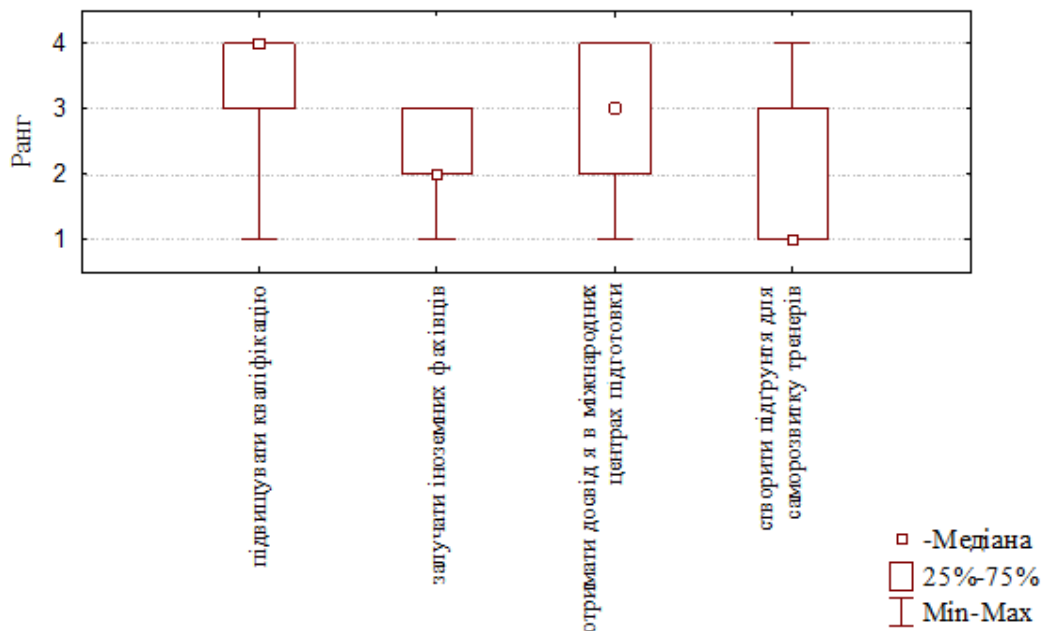 Ранг
4
3
2
1
підвищувати кваліфікацію
залучати іноземних фахівців
отримати досвід я в міжнародних
центрах підготовки
створити підґрунтя для
саморозвитку тренерів
-Медіана
25%-75%
Min-Max